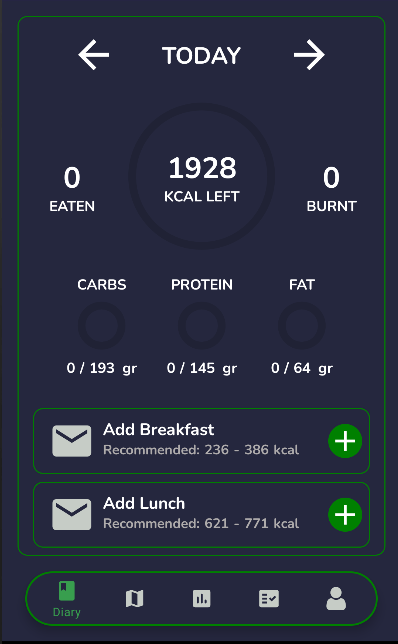 TODAY
1928
KCAL LEFT
0
EATEN
0
BURNT
CARBS PROTEIN FAT
0 / 193 gr 0 / 145 gr 0 / 64 gr
Add Breakfast
Recommended: 236 - 386 kcal
Add Lunch
Recommended: 621 - 771 kcal
Diary